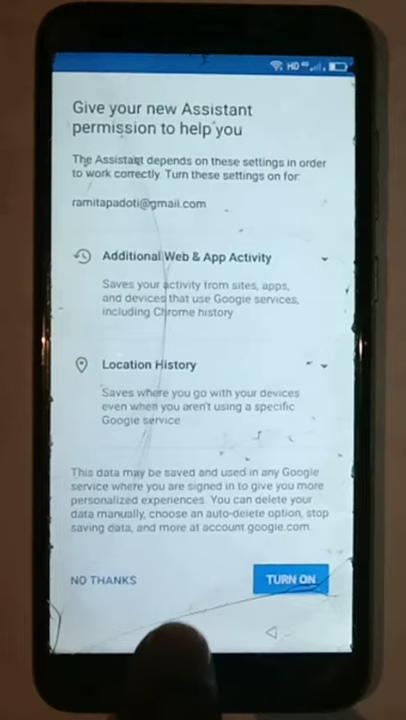 HD 4G
Give your new Assistant
permission to help you
The Assistant depends on these settings in order
to work correctly. Turn these settings on for:
ramitapadoti@gmail.com
Additional Web & App Activity
Saves your activity from sites, apps,
and devices that use Google services,
including Chrome history
Location History
Saves where you go with your devices
even when you aren't using a specific
Google service
This data may be saved and used in any Google
service where you are signed in to give you more
personalized experiences. You can delete your
data manually, choose an auto-delete option, stop
saving data, and more at account.google.com.
NO THANKS
TURN ON